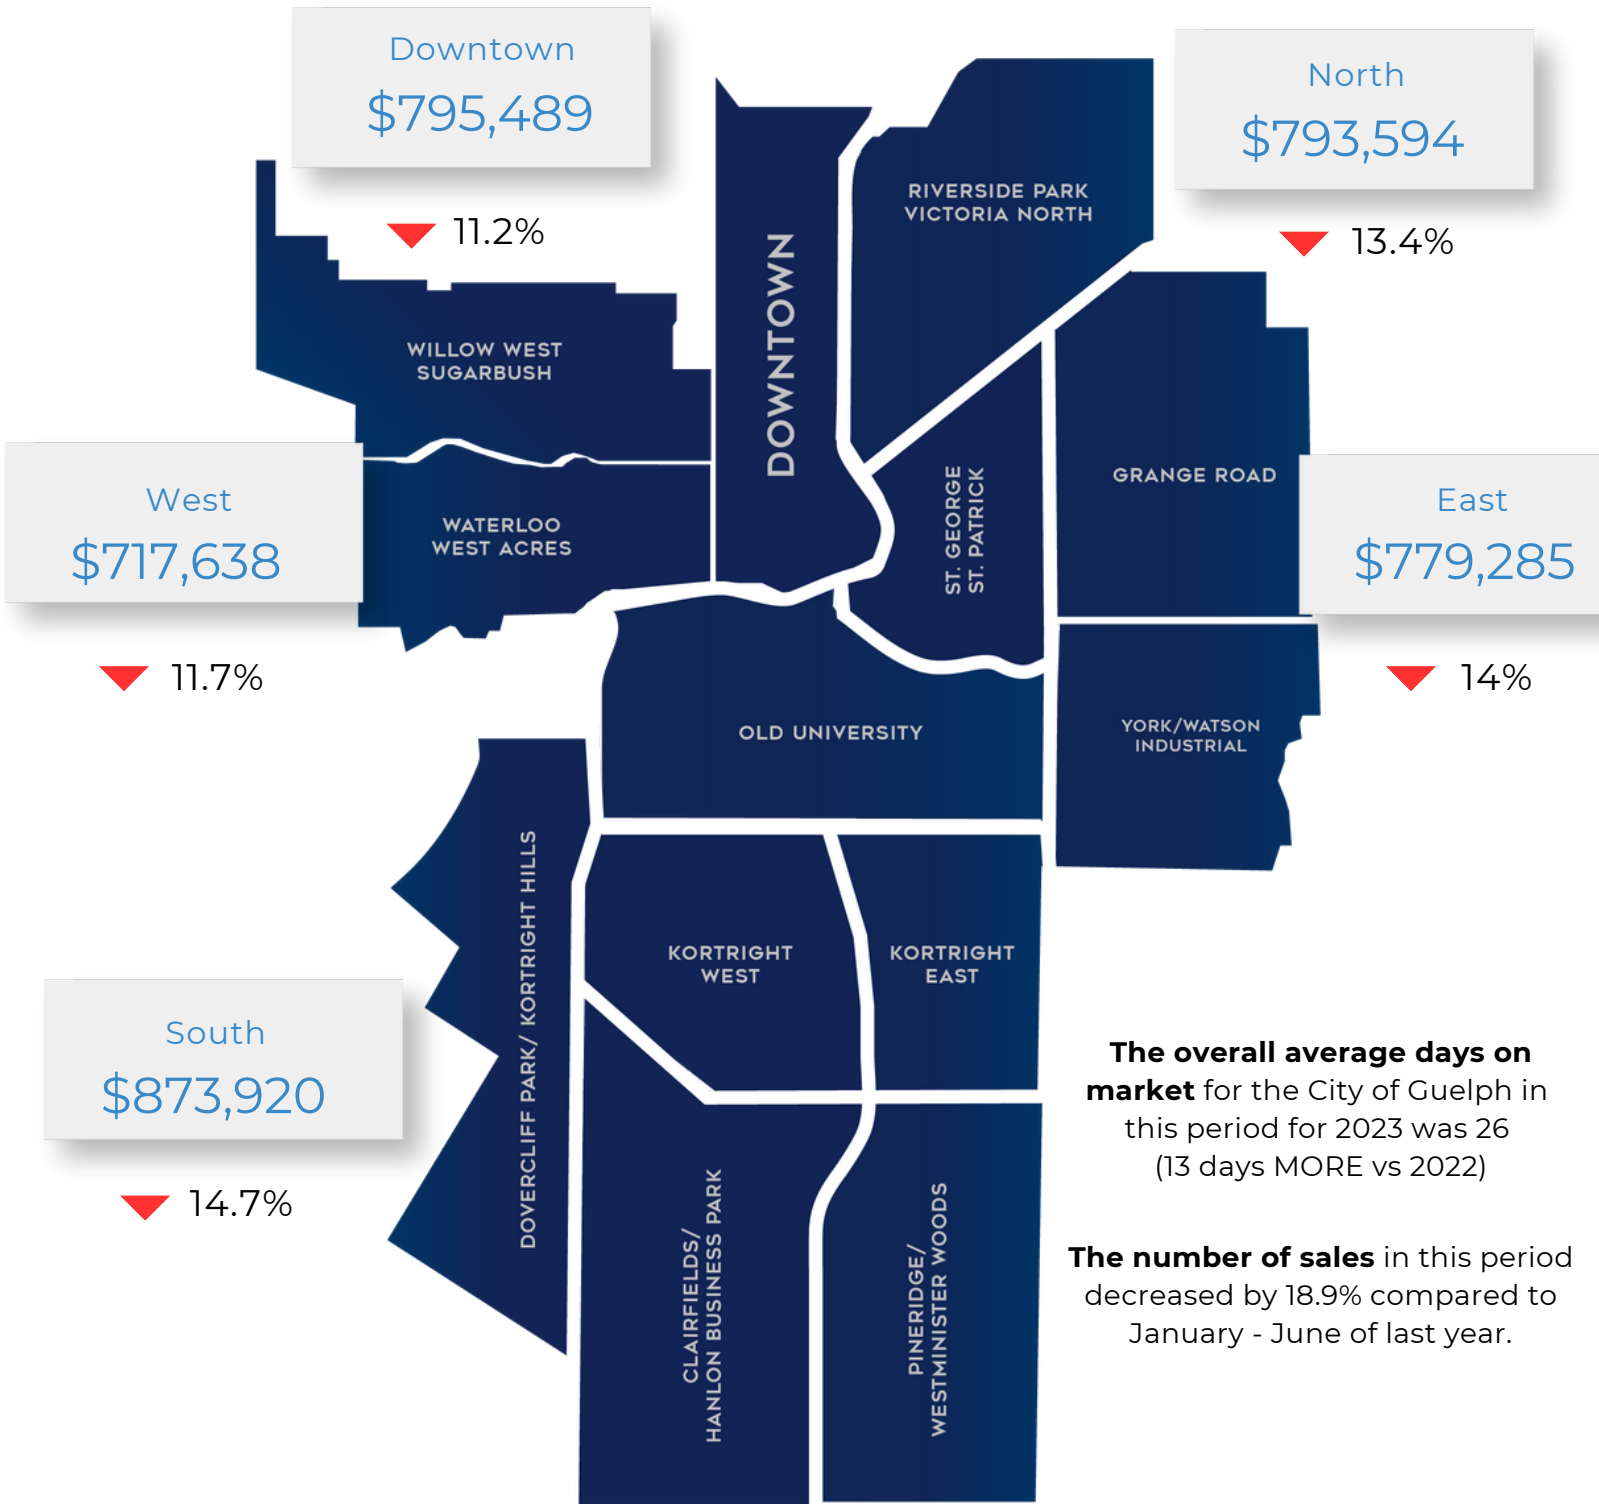 Downtown
$795,489
11.2%
North
$793,594
13.4%
RIVERSIDE PARK
VICTORIA NORTH
DOWNTOWN
WILLOW WEST
SUGARBUSH
West
$717,638
11.7%
WATERLOO
WEST ACRES
ST. GEORGE
ST. PATRICK
GRANGE ROAD
East
$779,285
14%
OLD UNIVERSITY
YORK/WATSON
INDUSTRIAL
DOVERCLIFF PARK/ KORTRIGHT HILLS
KORTRIGHT
WEST
KORTRIGHT
EAST
South
$873,920
14.7%
CLAIRFIELDS/
HANLON BUSINESS PARK
PINERIDGE/
WESTMINISTER WOODS
The overall average days on
market for the City of Guelph in
this period for 2023 was 26
(13 days MORE vs 2022)
The number of sales in this period
decreased by 18.9% compared to
January - June of last year.